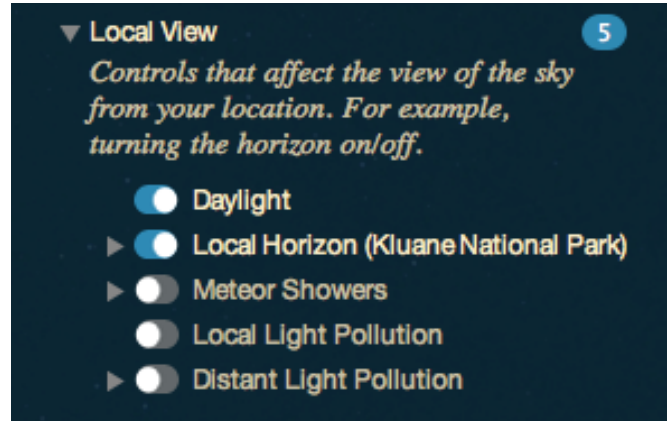 Local View 5
Controls that affect the view of the sky
from your location. For example,
turning the horizon on/off.
Daylight
Local Horizon (Kluane National Park)
Meteor Showers
Local Light Pollution
Distant Light Pollution